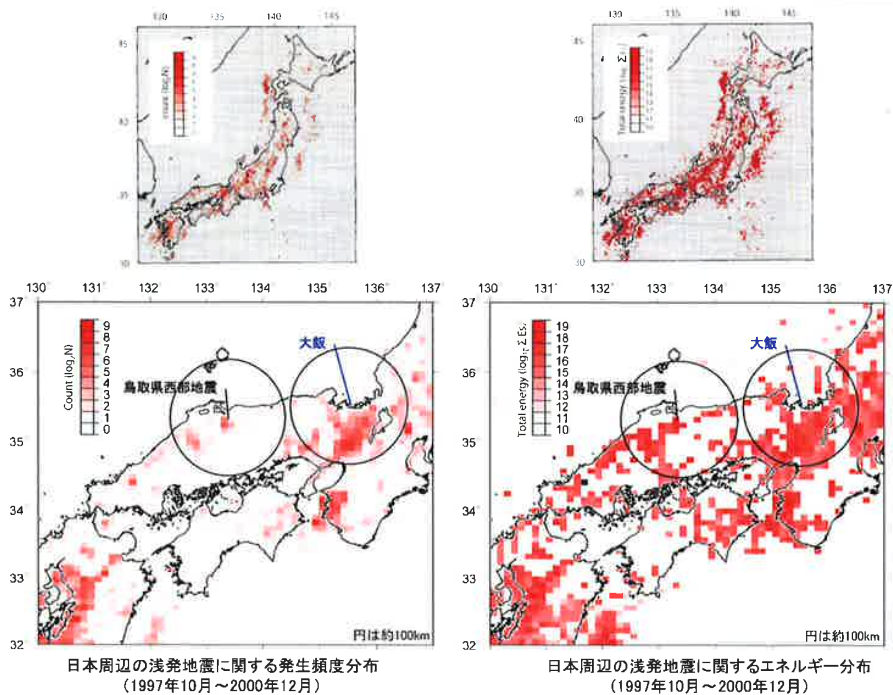 130 135 140 145
45
40
35
30
count (log₂N)
130 135 140 145
45
40
35
30
Total energy (log Σ Es.
130 131 132 133 134 135 136 137
37
36
35
34
33
32
Count (log₂N)
9
8
7
6
5
4
3
2
1
0
大飯
鳥取県西部地震
円は約100km
日本周辺の浅発地震に関する発生頻度分布
(1997年10月～2000年12月)
130 131 132 133 134 135 136 137
37
36
35
34
33
32
Total energy (log₁₀ Σ Es.
19
18
17
16
15
14
13
12
11
10
大飯
鳥取県西部地震
円は約100km
日本周辺の浅発地震に関するエネルギー分布
(1997年10月～2000年12月)